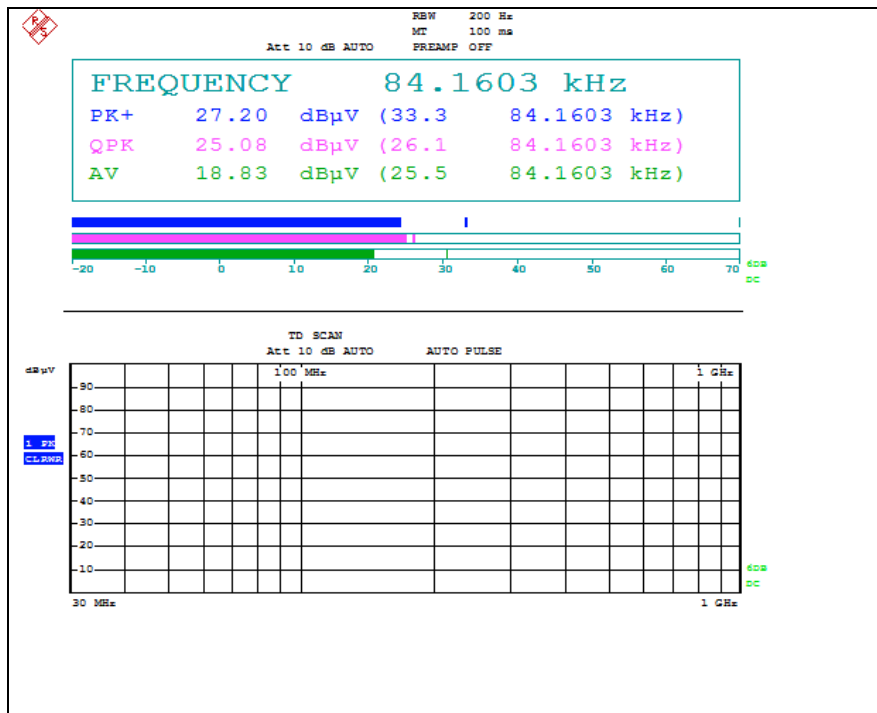 R S
RBW 200 Hz
MT 100 ms
Att 10 dB AUTO PREAMP OFF
FREQUENCY 84.1603 kHz
PK+ 27.20 dBµV (33.3 84.1603 kHz)
QPK 25.08 dBµV (26.1 84.1603 kHz)
AV 18.83 dBµV (25.5 84.1603 kHz)
-20 -10 0 10 20 30 40 50 60 70
6DB
DC
TD SCAN
Att 10 dB AUTO AUTO PULSE
dBµV
100 MHz 1 GHz
90
80
70
1 PK
CLRWR
60
50
40
30
20
10
6DB
DC
30 MHz 1 GHz